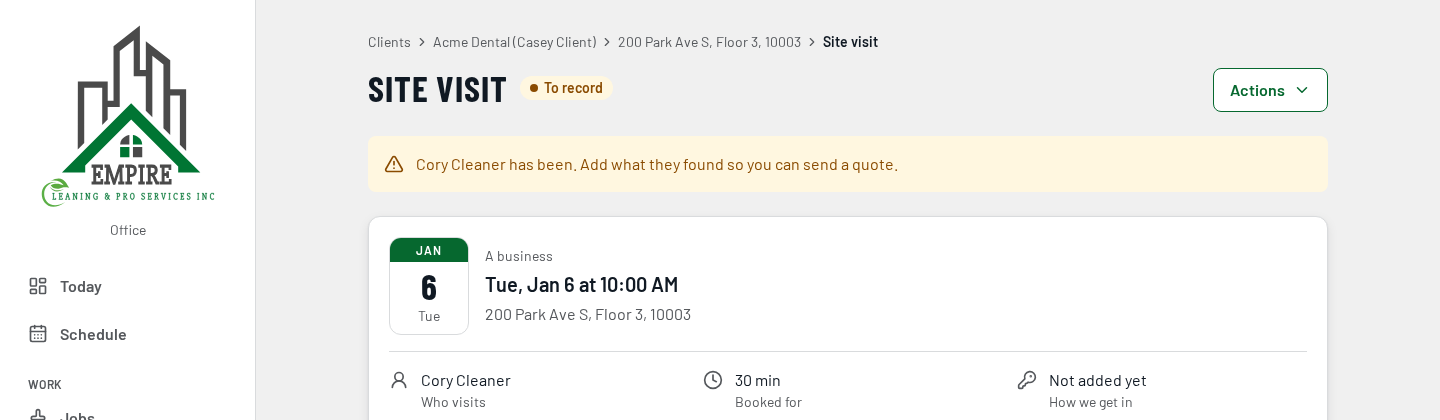 Clients > Acme Dental (Casey Client) > 200 Park Ave S, Floor 3, 10003 > Site visit
SITE VISIT
To record
Actions
Cory Cleaner has been. Add what they found so you can send a quote.
EMPIRE
LEANING & PRO SERVICES INC
Office
Today
Schedule
WORK
Jobs
JAN
6
Tue
A business
Tue, Jan 6 at 10:00 AM
200 Park Ave S, Floor 3, 10003
Cory Cleaner
Who visits
30 min
Booked for
Not added yet
How we get in